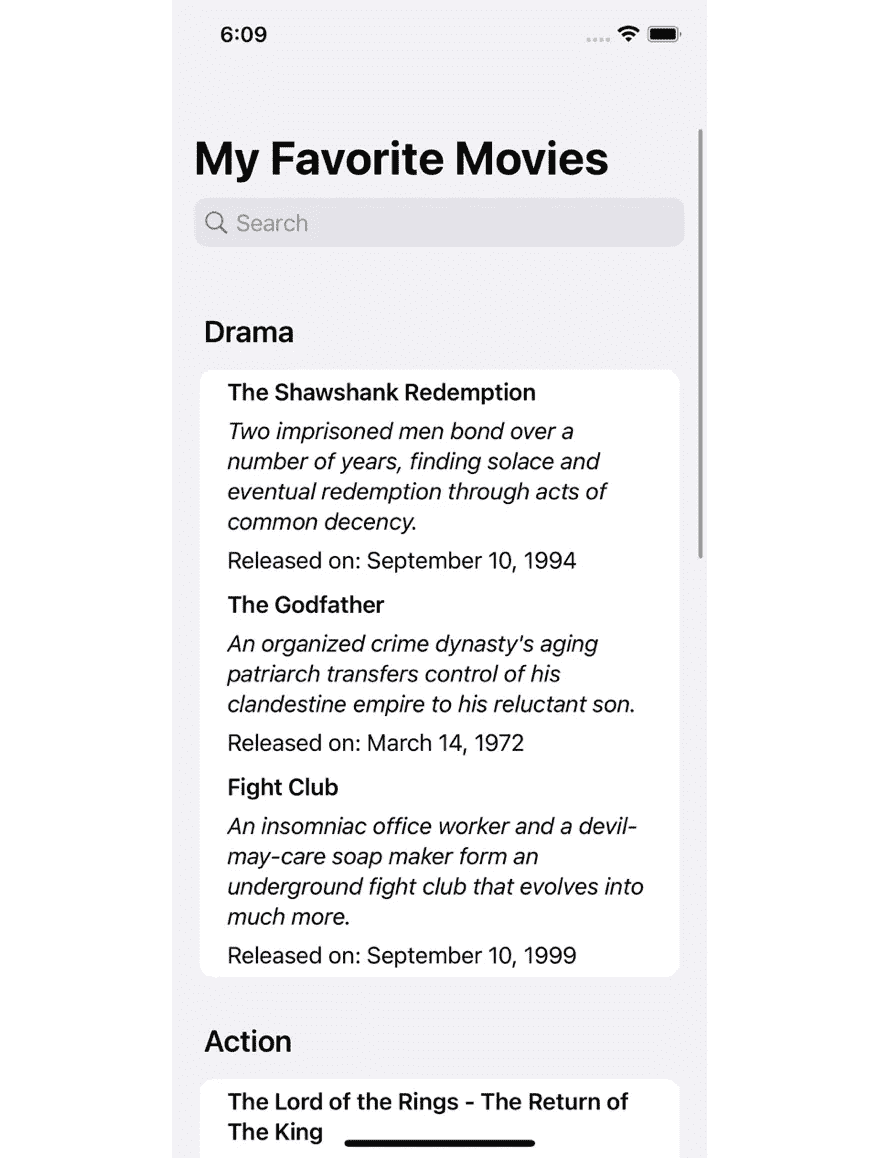 6:09
My Favorite Movies
Search
Drama
The Shawshank Redemption
Two imprisoned men bond over a
number of years, finding solace and
eventual redemption through acts of
common decency.
Released on: September 10, 1994
The Godfather
An organized crime dynasty's aging
patriarch transfers control of his
clandestine empire to his reluctant son.
Released on: March 14, 1972
Fight Club
An insomniac office worker and a devil-
may-care soap maker form an
underground fight club that evolves into
much more.
Released on: September 10, 1999
Action
The Lord of the Rings - The Return of
The King